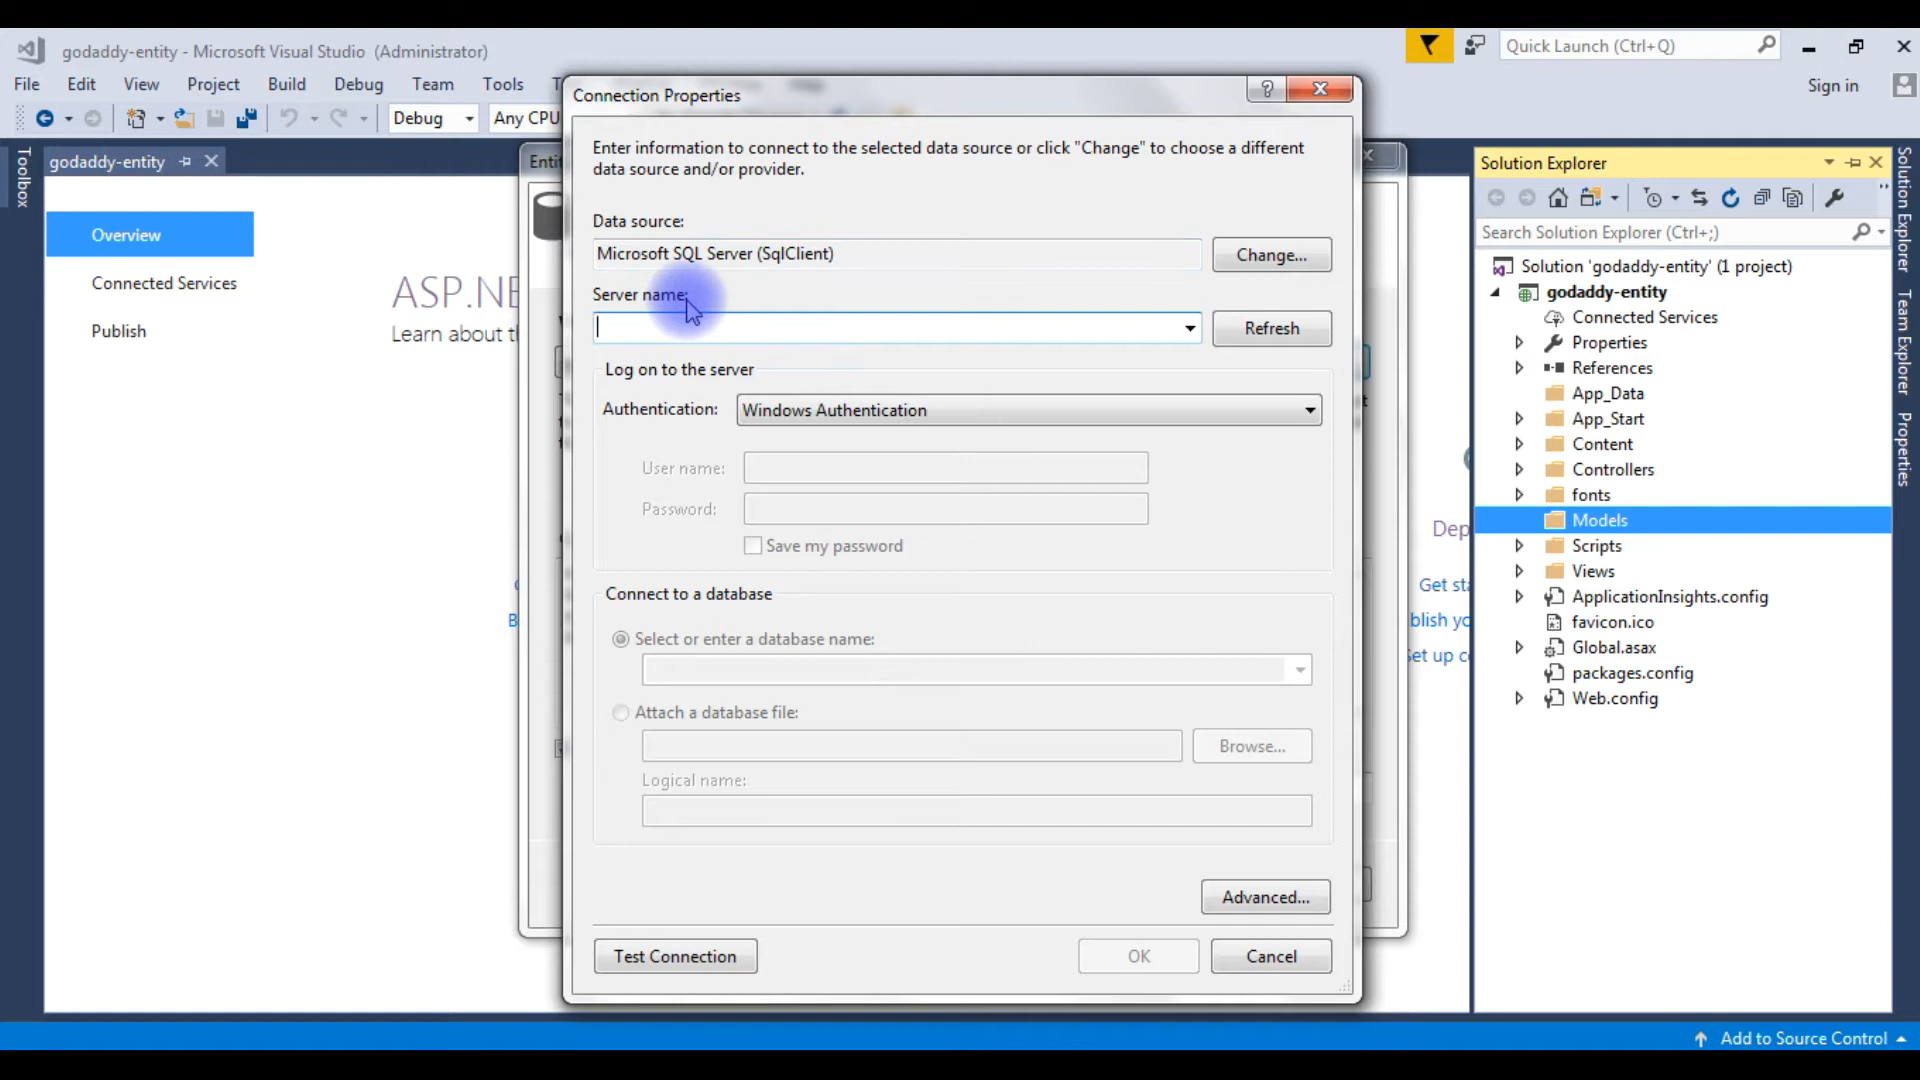 godaddy-entity - Microsoft Visual Studio (Administrator)
Quick Launch (Ctrl+Q)
File Edit View Project Build Debug Team Tools
Sign in
Debug
Any CPU
Toolbox
godaddy-entity
Overview
Connected Services
Publish
ASP.NE
Learn about t
Enti
Connection Properties
Enter information to connect to the selected data source or click "Change" to choose a different
data source and/or provider.
Data source:
Microsoft SQL Server (SqlClient)
Change...
Server name:
Refresh
Log on to the server
Authentication:
Windows Authentication
User name:
Password:
Save my password
Connect to a database
Select or enter a database name:
Attach a database file:
Browse...
Logical name:
Advanced...
Test Connection
OK
Cancel
Dep
Get sta
blish yo
Set up co
Solution Explorer
Search Solution Explorer (Ctrl+;)
Solution 'godaddy-entity' (1 project)
godaddy-entity
Connected Services
Properties
References
App_Data
App_Start
Content
Controllers
fonts
Models
Scripts
Views
ApplicationInsights.config
favicon.ico
Global.asax
packages.config
Web.config
Solution Explorer
Team Explorer
Properties
Add to Source Control